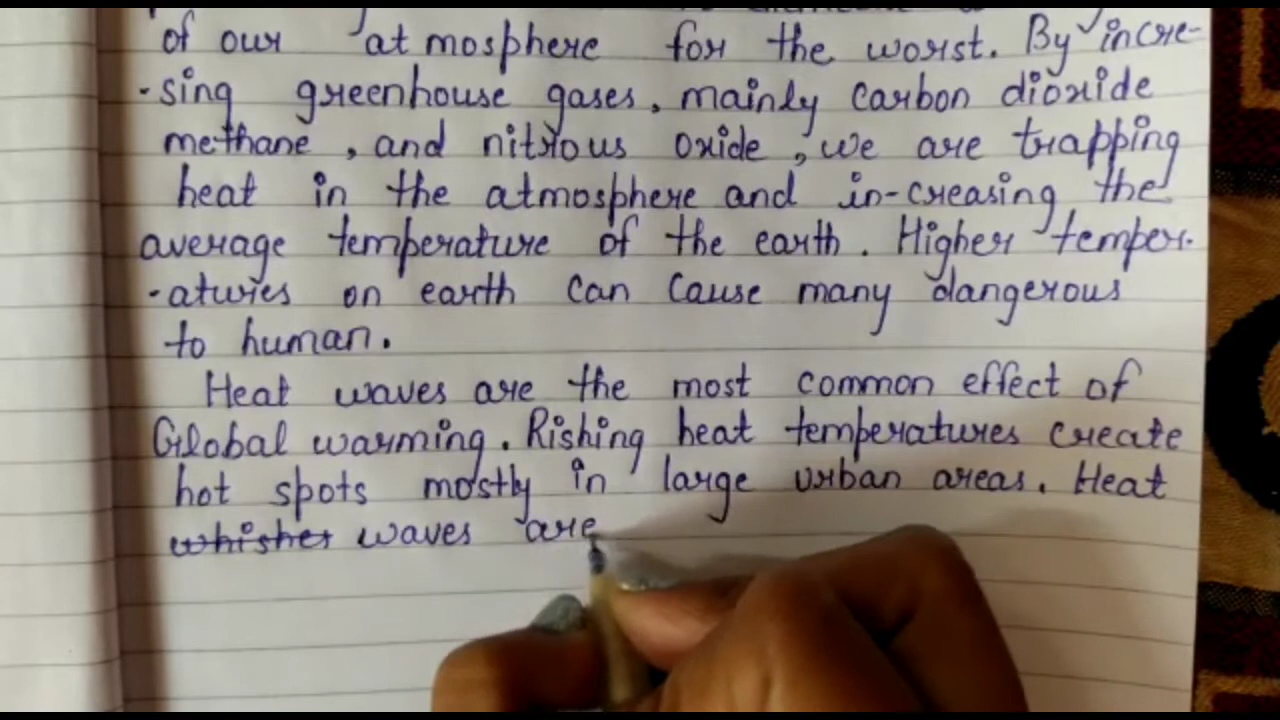 of our atmosphere for the worst. By incre-
-sing greenhouse gases, mainly carbon dioxide
methane, and nitrous oxide, we are trapping
heat in the atmosphere and in-creasing the
average temperature of the earth. Higher temper-
-atures on earth can cause many dangerous
to human.
Heat waves are the most common effect of
Global warming. Rishing heat temperatures create
hot spots mostly in large urban areas. Heat
whisher waves are